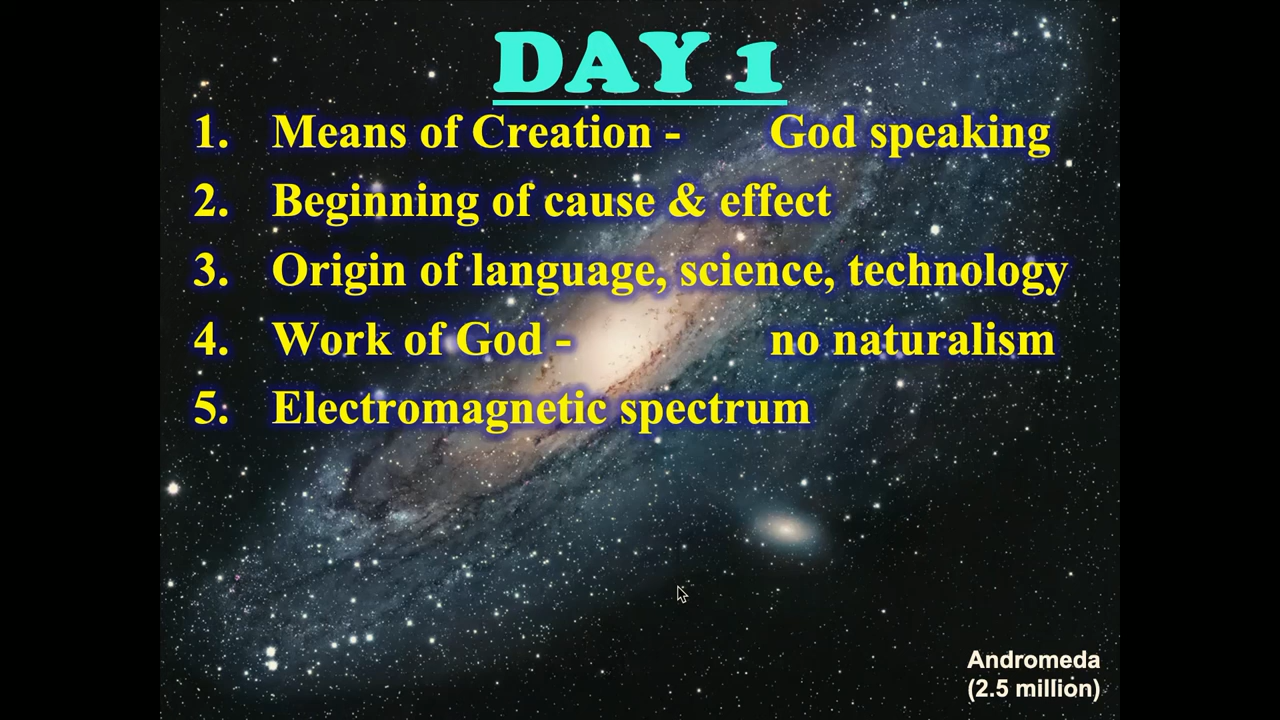 DAY 1
1. Means of Creation - God speaking
2. Beginning of cause & effect
3. Origin of language, science, technology
4. Work of God - no naturalism
5. Electromagnetic spectrum
Andromeda
(2.5 million)